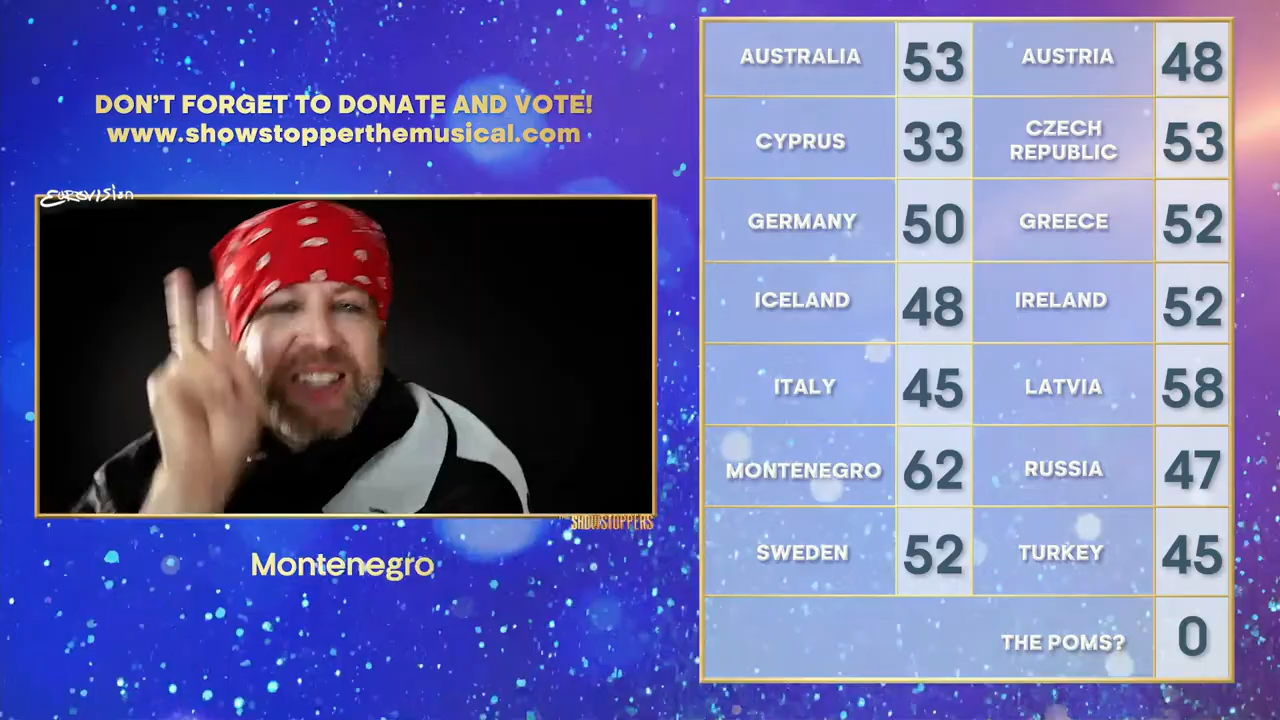 DON'T FORGET TO DONATE AND VOTE!
www.showstopperthemusical.com
EUROVISION
SHOWSTOPPERS
Montenegro
AUSTRALIA 53 AUSTRIA 48
CYPRUS 33 CZECH REPUBLIC 53
GERMANY 50 GREECE 52
ICELAND 48 IRELAND 52
ITALY 45 LATVIA 58
MONTENEGRO 62 RUSSIA 47
SWEDEN 52 TURKEY 45
THE POMS? 0